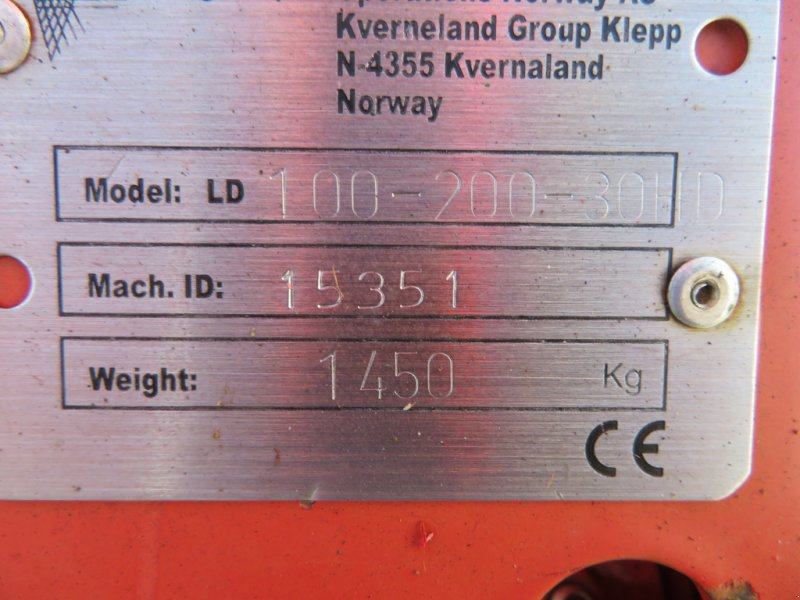 Kverneland Group Klepp
N-4355 Kvernaland
Norway
Model: LD 100-200-30HD
Mach. ID: 15351
Weight: 1450 Kg
CE